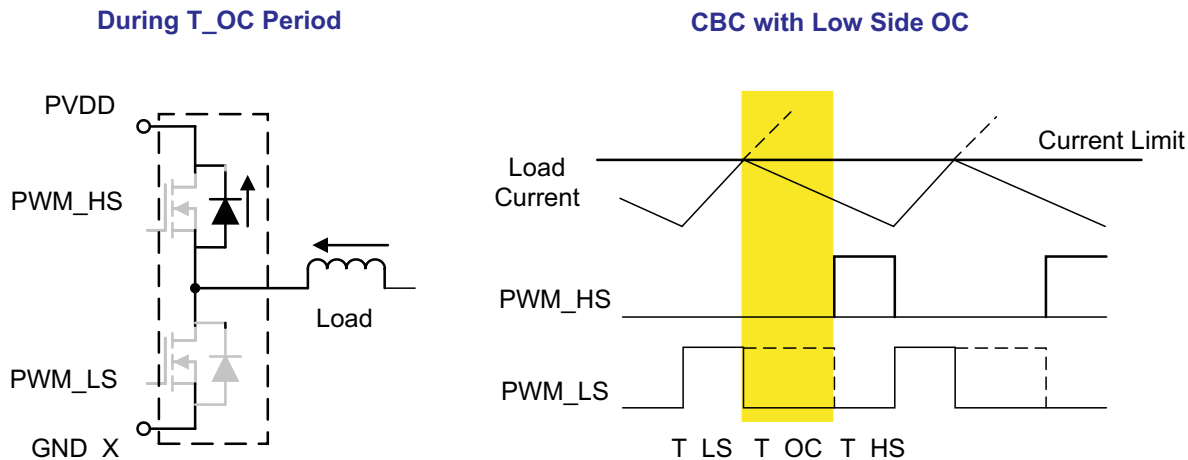 During T_OC Period
PVDD
PWM_HS
Load
PWM_LS
GND_X
CBC with Low Side OC
Current Limit
Load
Current
PWM_HS
PWM_LS
T_LS T_OC T_HS